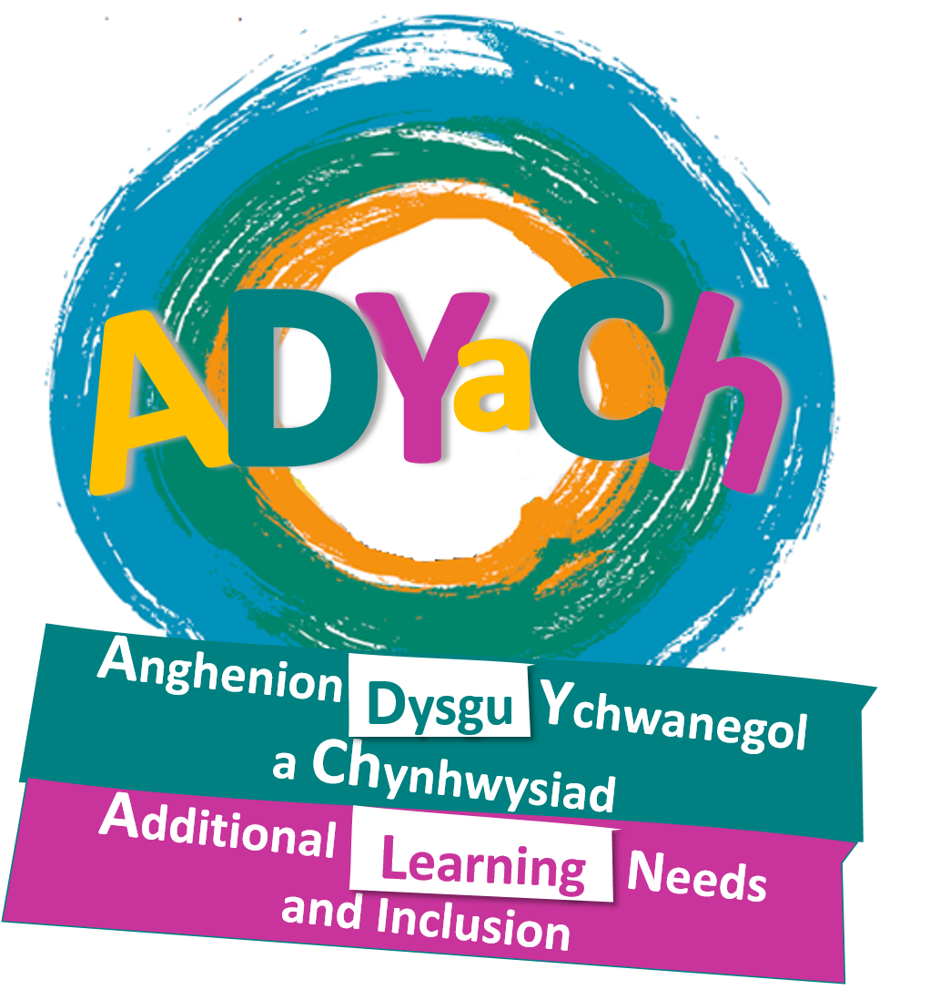 ADYaCh
Anghenion Dysgu Ychwanegol
a Chynhwysiad
Additional Learning Needs
and Inclusion